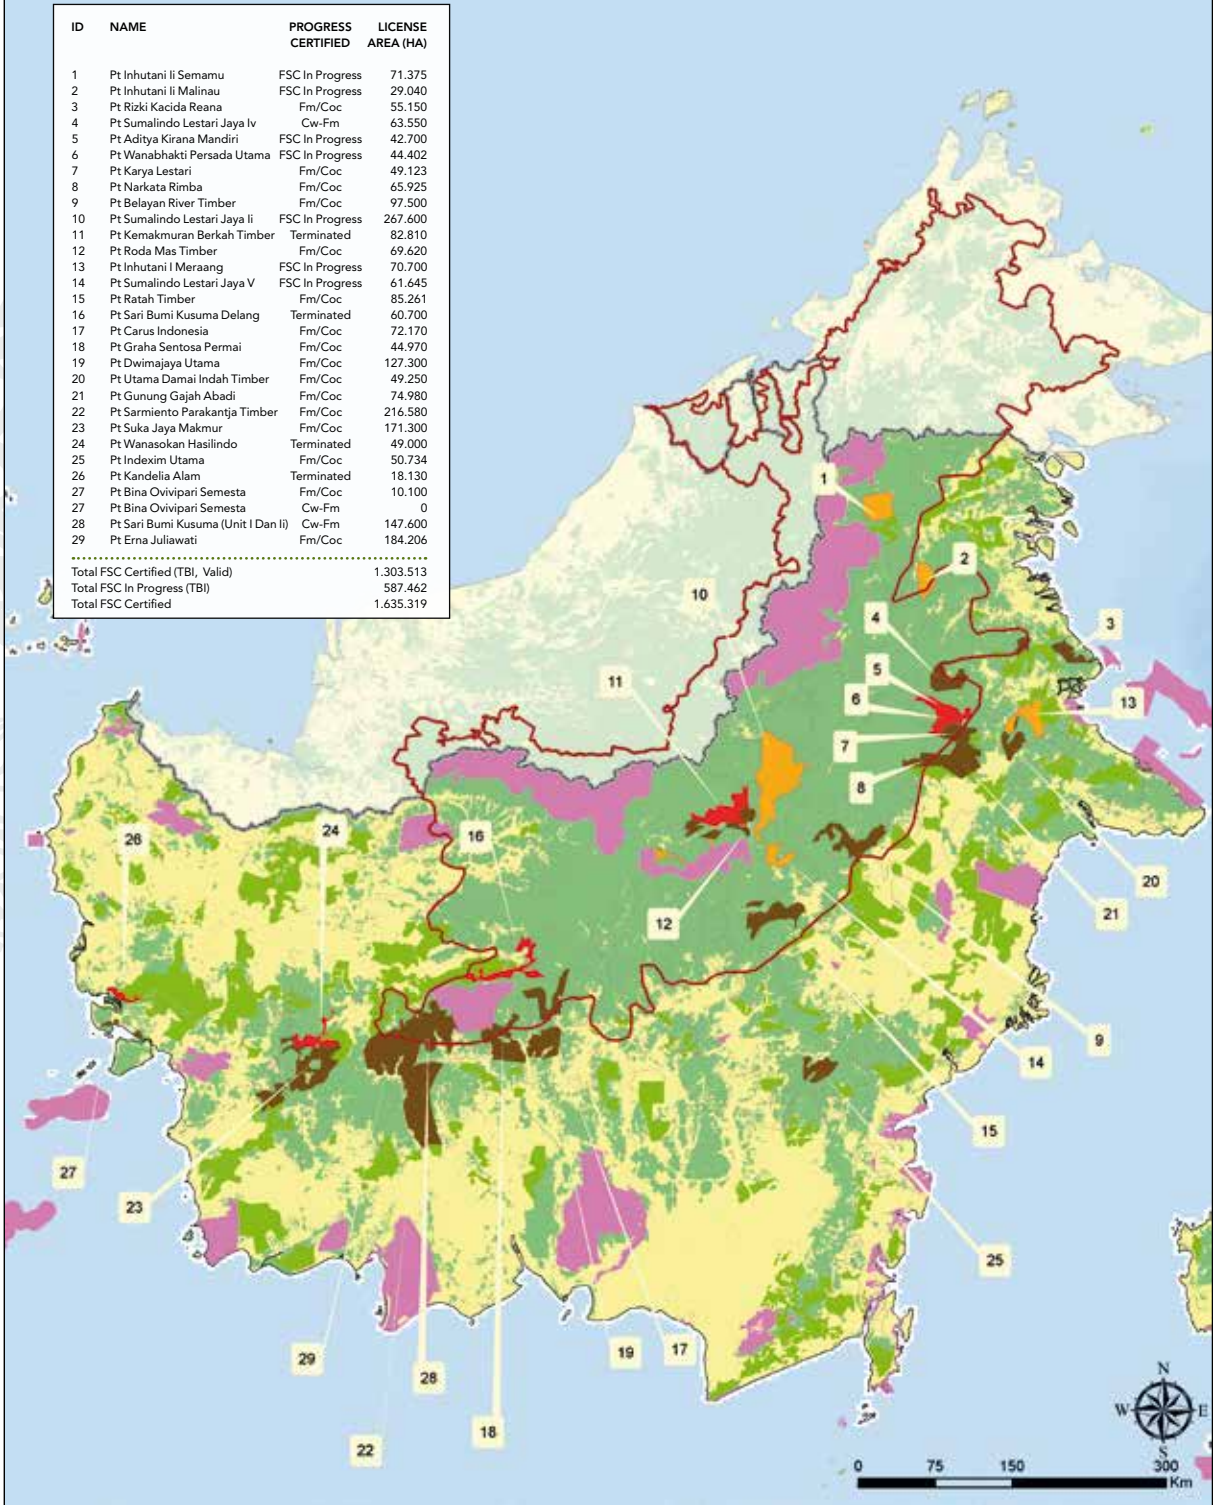 ID NAME PROGRESS CERTIFIED LICENSE AREA (HA)
1 Pt Inhutani Ii Semamu FSC In Progress 71.375
2 Pt Inhutani Ii Malinau FSC In Progress 29.040
3 Pt Rizki Kacida Reana Fm/Coc 55.150
4 Pt Sumalindo Lestari Jaya Iv Cw-Fm 63.550
5 Pt Aditya Kirana Mandiri FSC In Progress 42.700
6 Pt Wanabhakti Persada Utama FSC In Progress 44.402
7 Pt Karya Lestari Fm/Coc 49.123
8 Pt Narkata Rimba Fm/Coc 65.925
9 Pt Belayan River Timber Fm/Coc 97.500
10 Pt Sumalindo Lestari Jaya Ii FSC In Progress 267.600
11 Pt Kemakmuran Berkah Timber Terminated 82.810
12 Pt Roda Mas Timber Fm/Coc 69.620
13 Pt Inhutani I Meraang FSC In Progress 70.700
14 Pt Sumalindo Lestari Jaya V FSC In Progress 61.645
15 Pt Ratah Timber Fm/Coc 85.261
16 Pt Sari Bumi Kusuma Delang Terminated 60.700
17 Pt Carus Indonesia Fm/Coc 72.170
18 Pt Graha Sentosa Permai Fm/Coc 44.970
19 Pt Dwimajaya Utama Fm/Coc 127.300
20 Pt Utama Damai Indah Timber Fm/Coc 49.250
21 Pt Gunung Gajah Abadi Fm/Coc 74.980
22 Pt Sarmiento Parakantja Timber Fm/Coc 216.580
23 Pt Suka Jaya Makmur Fm/Coc 171.300
24 Pt Wanasokan Hasilindo Terminated 49.000
25 Pt Indexim Utama Fm/Coc 50.734
26 Pt Kandelia Alam Terminated 18.130
27 Pt Bina Ovivipari Semesta Fm/Coc 10.100
27 Pt Bina Ovivipari Semesta Cw-Fm 0
28 Pt Sari Bumi Kusuma (Unit I Dan Ii) Cw-Fm 147.600
29 Pt Erna Juliawati Fm/Coc 184.206
Total FSC Certified (TBI, Valid) 1.303.513
Total FSC In Progress (TBI) 587.462
Total FSC Certified 1.635.319
1
2
10
4
3
11
5
6
13
7
8
26
24
16
20
21
12
9
14
15
27
23
25
29
19
17
28
18
22
N
W E
S
0 75 150 300
Km